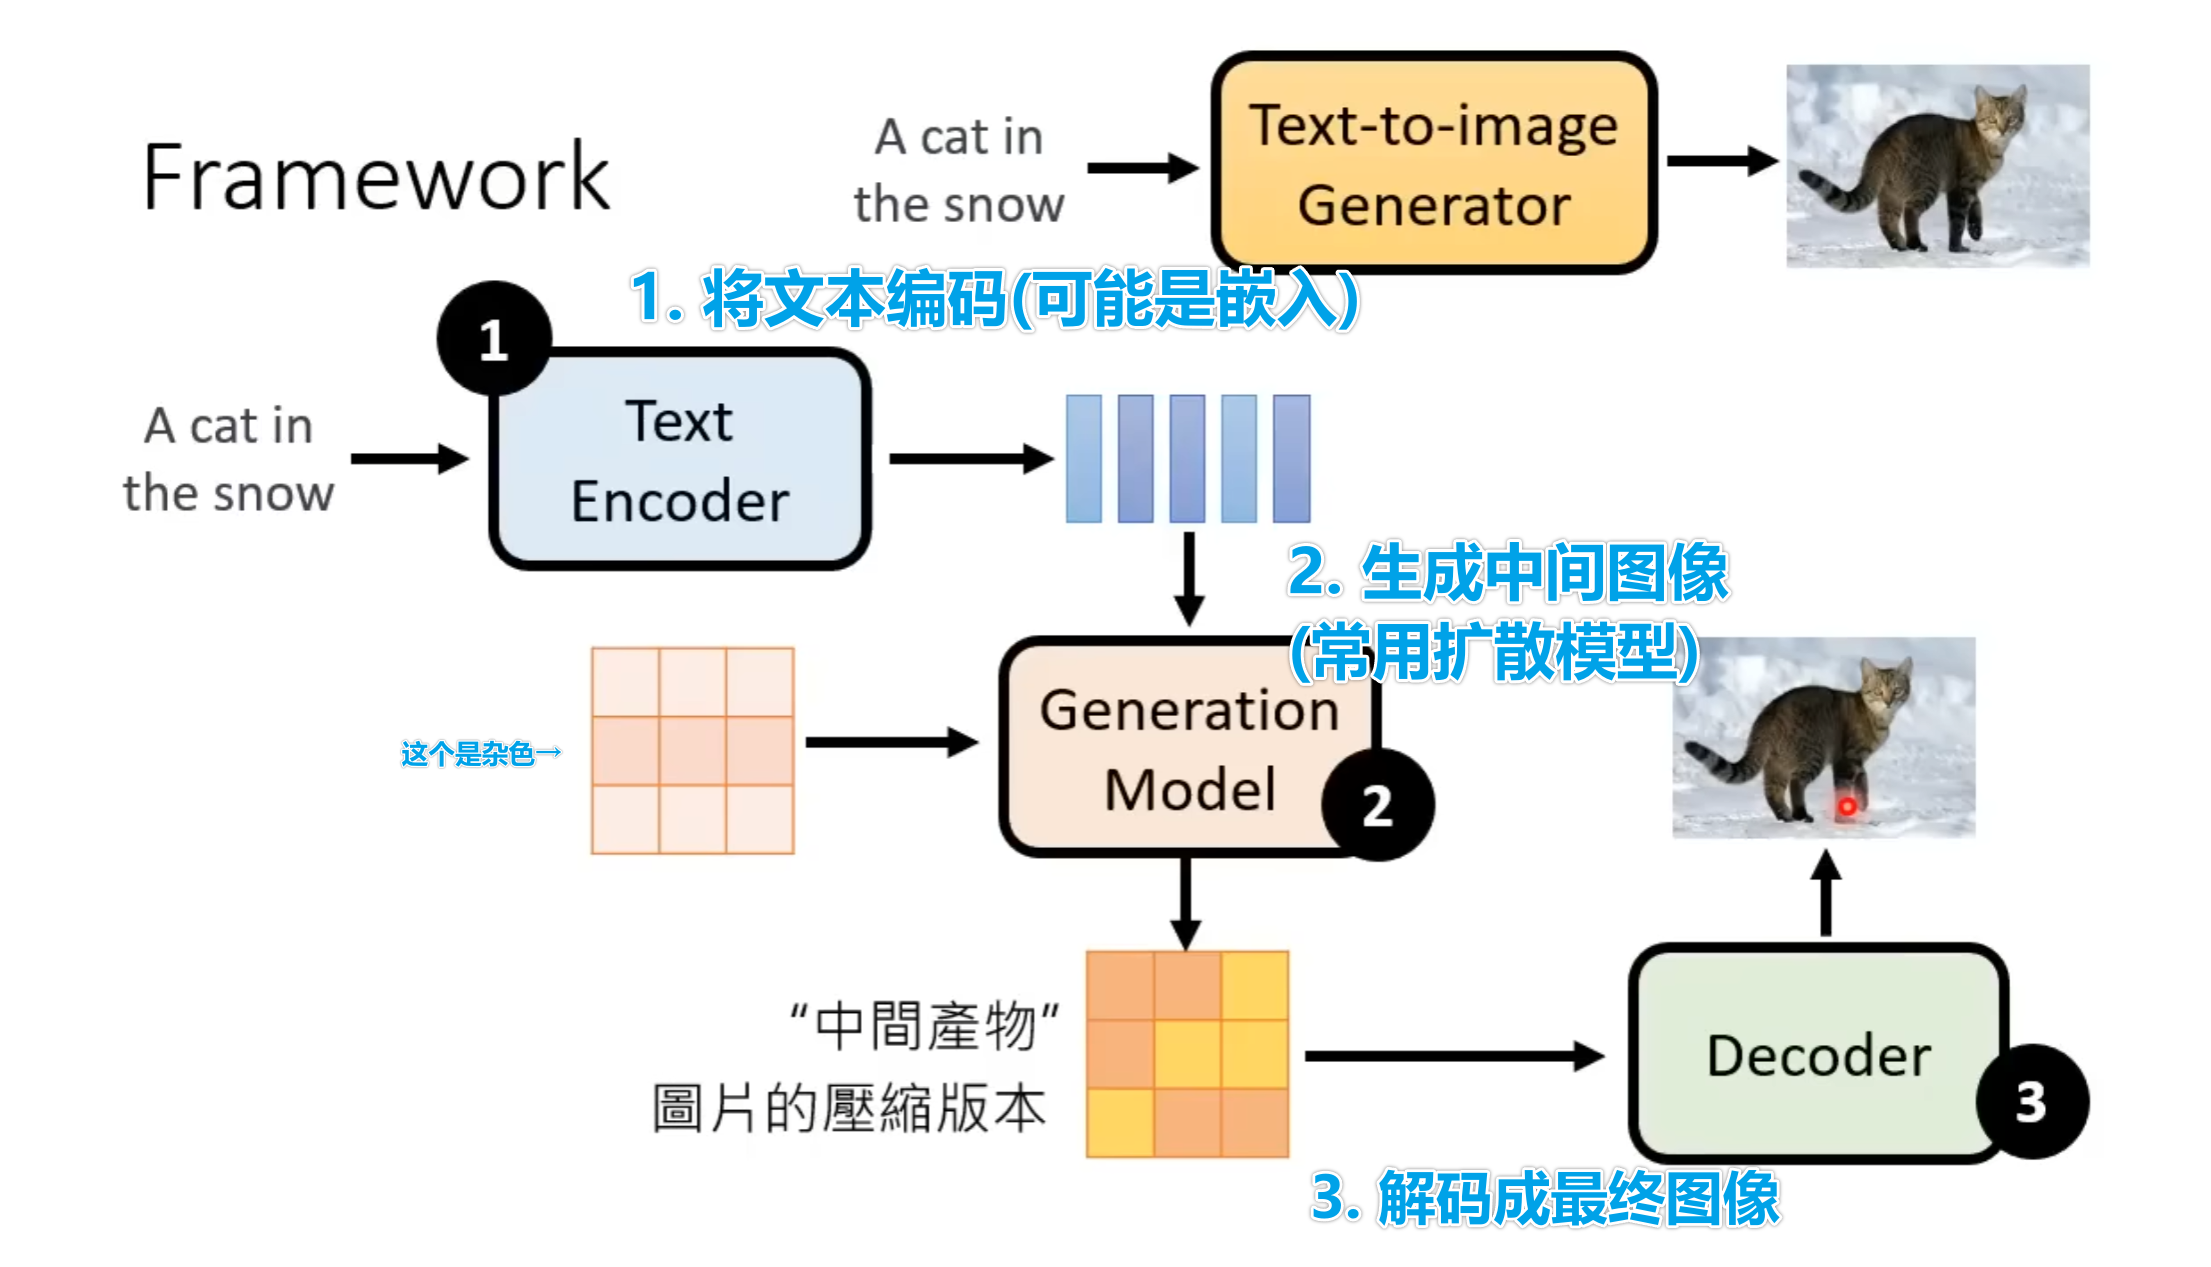 Framework
A cat in
the snow
Text-to-image
Generator
1. 将文本编码(可能是嵌入)
1
A cat in
the snow
Text
Encoder
2. 生成中间图像
(常用扩散模型)
这个是杂色→
Generation
Model
2
“中間產物”
圖片的壓縮版本
Decoder
3
3. 解码成最终图像